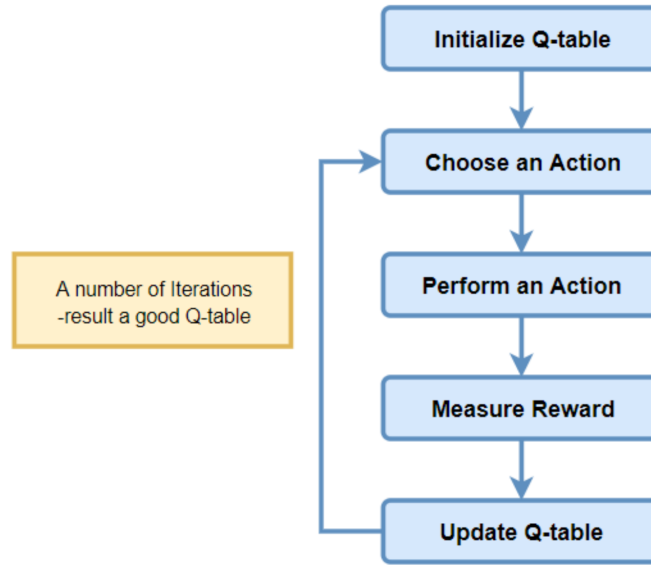 Initialize Q-table
Choose an Action
A number of Iterations
-result a good Q-table
Perform an Action
Measure Reward
Update Q-table